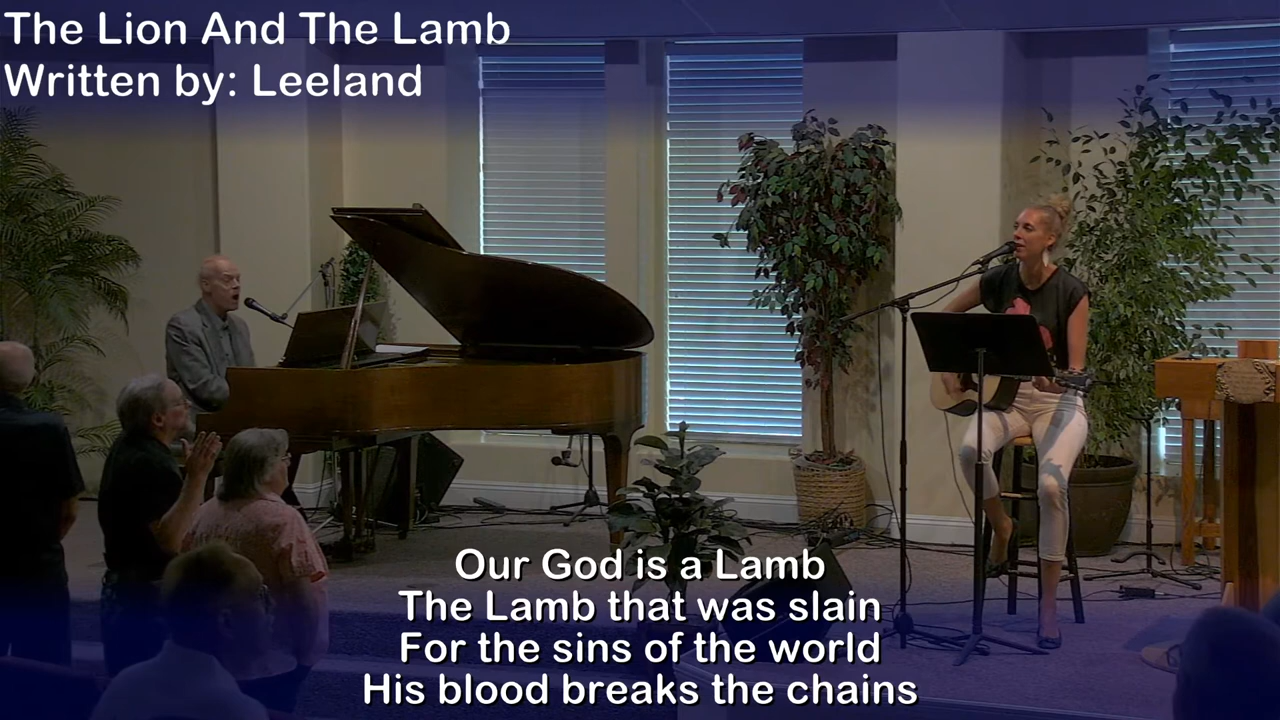 The Lion And The Lamb
Written by: Leeland
Our God is a Lamb
The Lamb that was slain
For the sins of the world
His blood breaks the chains